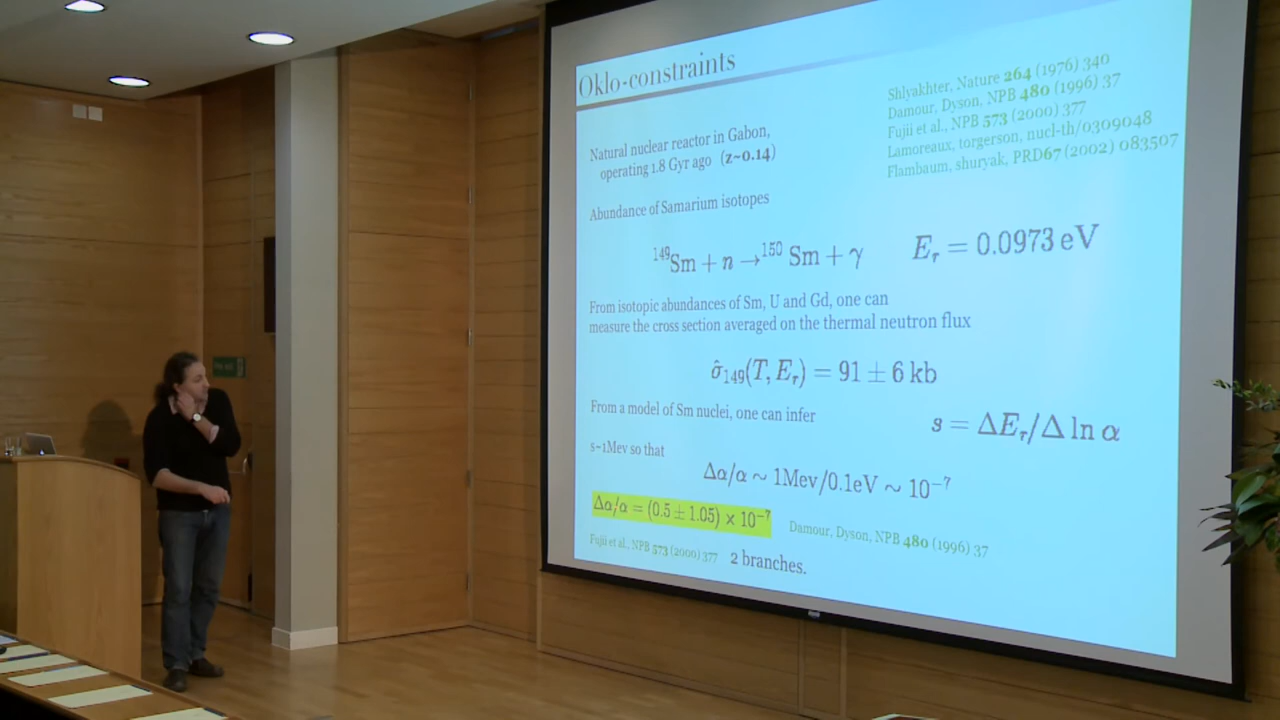 Oklo-constraints
Shlyakhter, Nature 264 (1976) 340
Damour, Dyson, NPB 480 (1996) 37
Fujii et al., NPB 573 (2000) 377
Lamoreaux, torgerson, nucl-th/0309048
Flambaum, shuryak, PRD67 (2002) 083507
Natural nuclear reactor in Gabon,
operating 1.8 Gyr ago (z~0.14)
Abundance of Samarium isotopes
¹⁴⁹Sm + n →¹⁵⁰ Sm + γ
Eᵣ = 0.0973 eV
From isotopic abundances of Sm, U and Gd, one can
measure the cross section averaged on the thermal neutron flux
σ̂₁₄₉(T, Eᵣ) = 91 ± 6 kb
From a model of Sm nuclei, one can infer
s = ΔEᵣ/Δ ln α
s~1Mev so that
Δα/α ~ 1Mev/0.1eV ~ 10⁻⁷
Δα/α = (0.5 ± 1.05) × 10⁻⁷
Damour, Dyson, NPB 480 (1996) 37
Fujii et al., NPB 573 (2000) 377 2 branches.